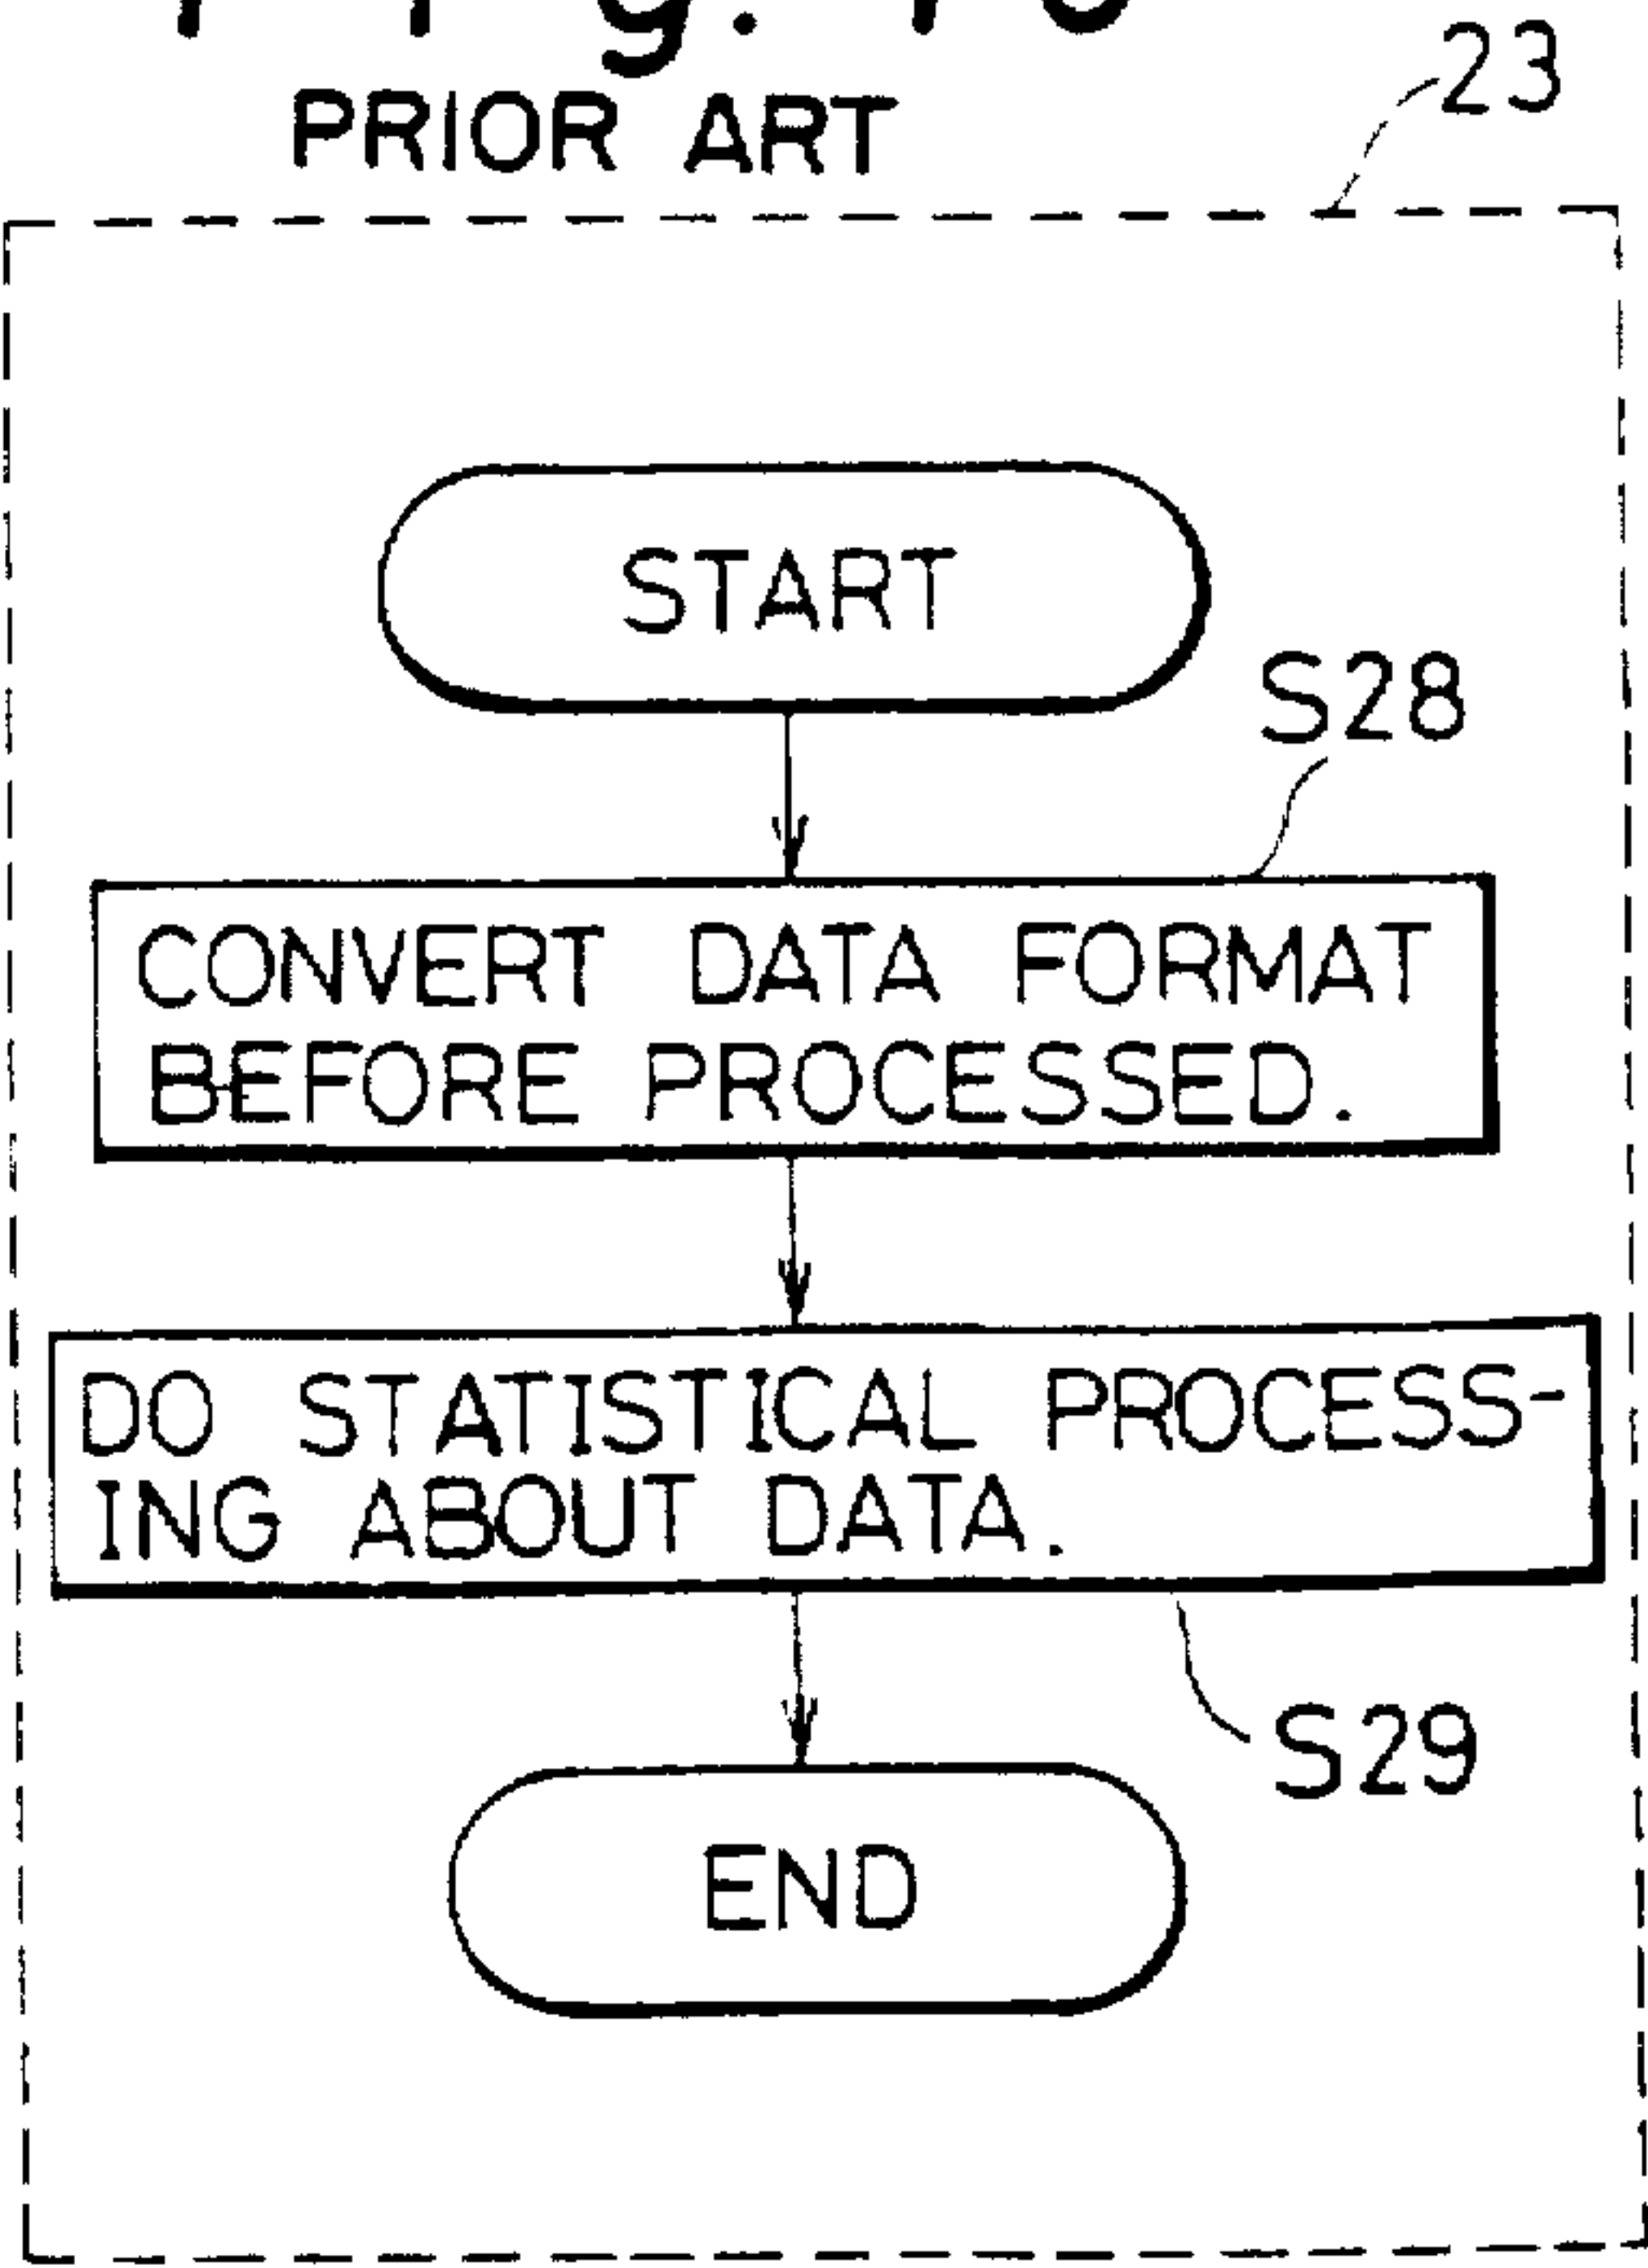 PRIOR ART
23
START
S28
CONVERT DATA FORMAT
BEFORE PROCESSED.
DO STATISTICAL PROCESS-
ING ABOUT DATA.
S29
END